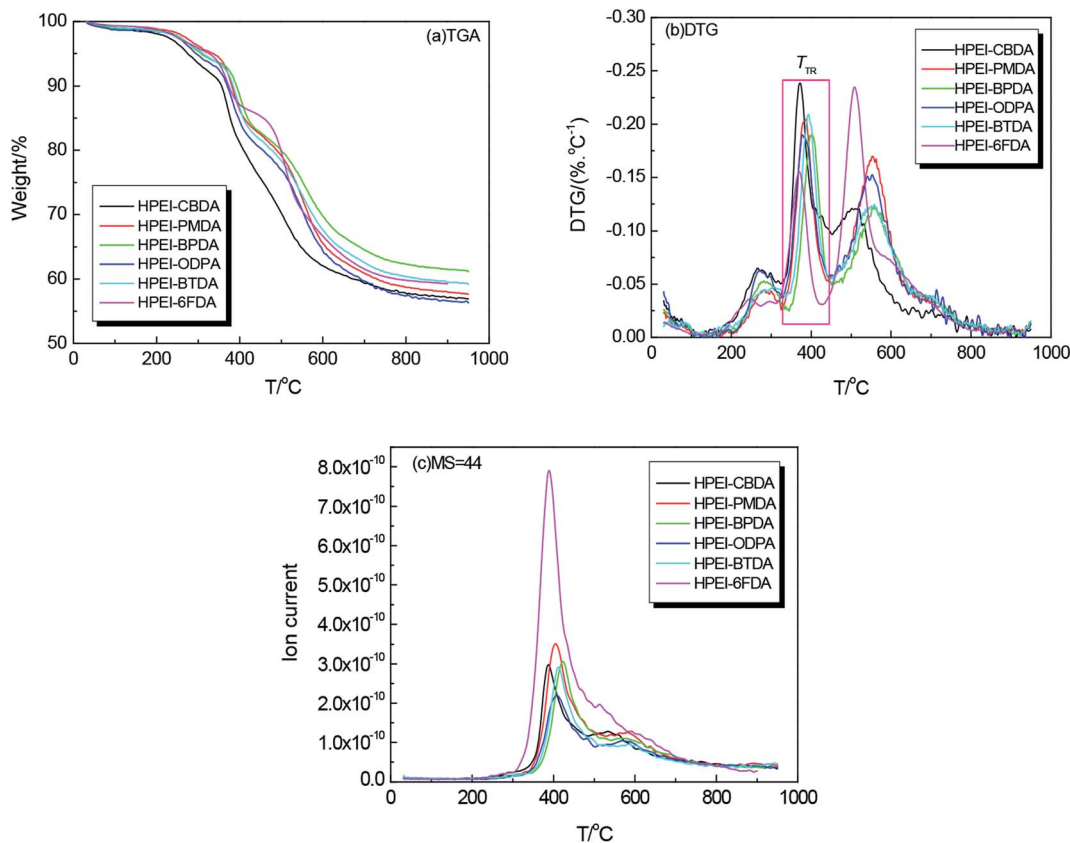 (a)TGA
Weight/%
100
90
80
70
60
50
0
200
400
600
800
1000
T/°C
HPEI-CBDA
HPEI-PMDA
HPEI-BPDA
HPEI-ODPA
HPEI-BTDA
HPEI-6FDA
(b)DTG
DTG/(%.°C⁻¹)
-0.30
-0.25
-0.20
-0.15
-0.10
-0.05
0.00
T_TR
0
200
400
600
800
1000
T/°C
HPEI-CBDA
HPEI-PMDA
HPEI-BPDA
HPEI-ODPA
HPEI-BTDA
HPEI-6FDA
(c)MS=44
Ion current
8.0x10⁻¹⁰
7.0x10⁻¹⁰
6.0x10⁻¹⁰
5.0x10⁻¹⁰
4.0x10⁻¹⁰
3.0x10⁻¹⁰
2.0x10⁻¹⁰
1.0x10⁻¹⁰
0.0
0
200
400
600
800
1000
T/°C
HPEI-CBDA
HPEI-PMDA
HPEI-BPDA
HPEI-ODPA
HPEI-BTDA
HPEI-6FDA